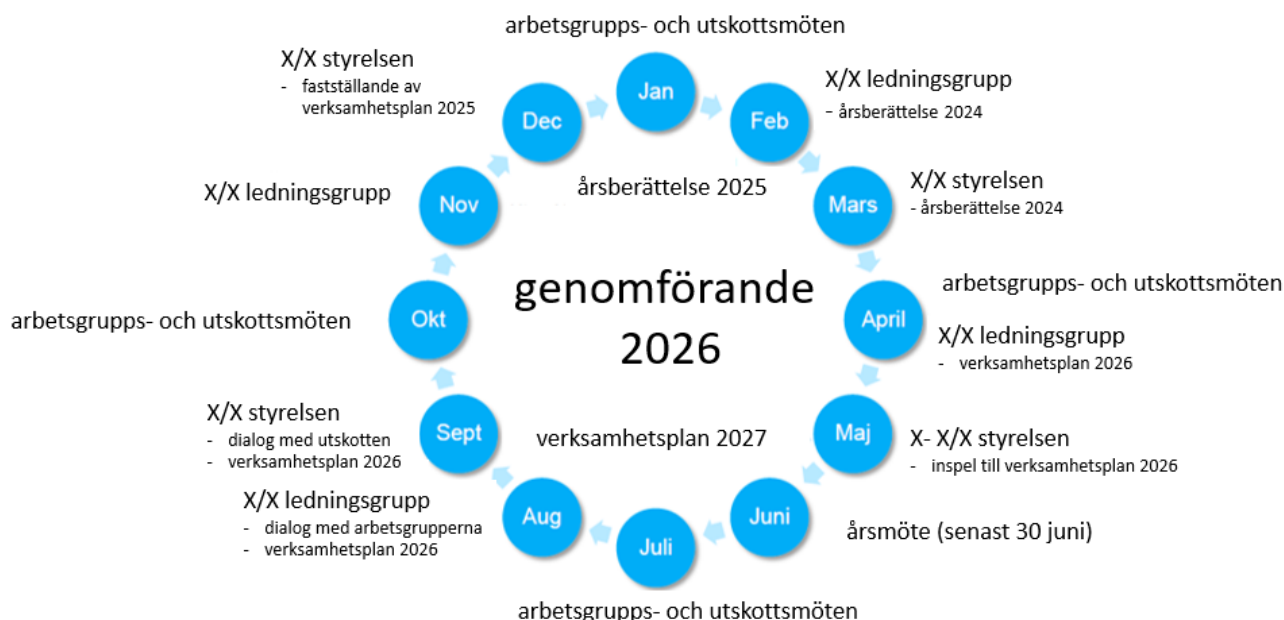 arbetsgrupps- och utskottsmöten
X/X styrelsen
- fastställande av
verksamhetsplan 2025
Jan
X/X ledningsgrupp
- årsberättelse 2024
Dec
Feb
årsberättelse 2025
X/X ledningsgrupp
Nov
Mars
X/X styrelsen
- årsberättelse 2024
genomförande
2026
arbetsgrupps- och utskottsmöten
Okt
April
arbetsgrupps- och utskottsmöten
X/X ledningsgrupp
- verksamhetsplan 2026
X/X styrelsen
- dialog med utskotten
- verksamhetsplan 2026
Sept
verksamhetsplan 2027
Maj
X- X/X styrelsen
- inspel till verksamhetsplan 2026
X/X ledningsgrupp
- dialog med arbetsgrupperna
- verksamhetsplan 2026
Aug
Juni
årsmöte (senast 30 juni)
Juli
arbetsgrupps- och utskottsmöten